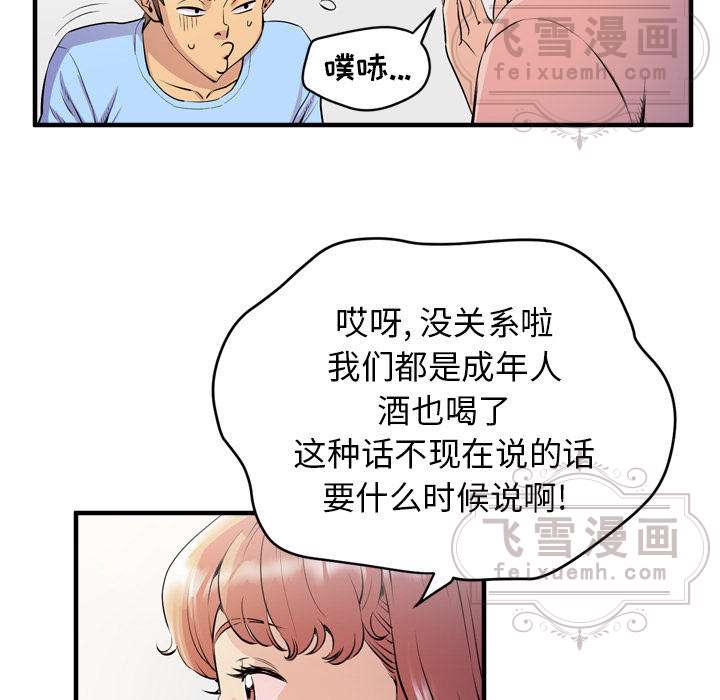 飞雪漫画
feixuemh.com
噗哧...
哎呀, 没关系啦
我们都是成年人
酒也喝了
这种话不现在说的话
要什么时候说啊!
飞雪漫画
feixuemh.com